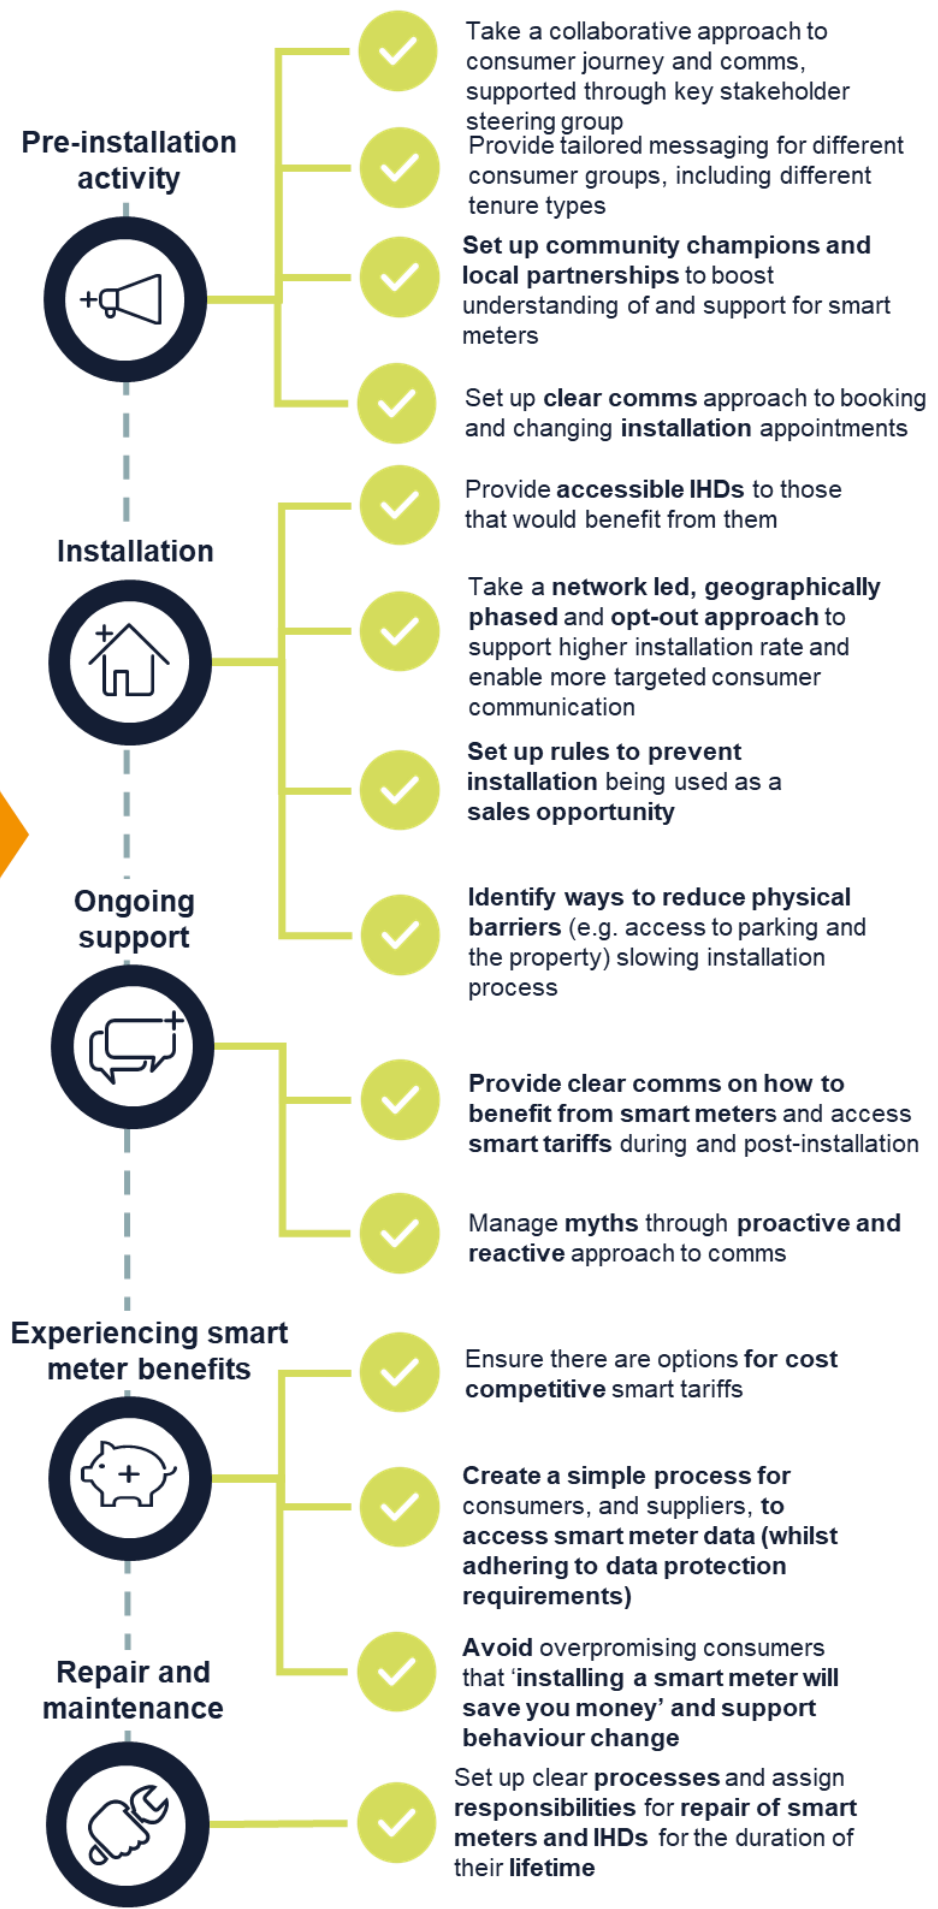 Pre-installation
activity
Take a collaborative approach to
consumer journey and comms,
supported through key stakeholder
steering group
Provide tailored messaging for different
consumer groups, including different
tenure types
Set up community champions and
local partnerships to boost
understanding of and support for smart
meters
Set up clear comms approach to booking
and changing installation appointments
Installation
Provide accessible IHDs to those
that would benefit from them
Take a network led, geographically
phased and opt-out approach to
support higher installation rate and
enable more targeted consumer
communication
Set up rules to prevent
installation being used as a
sales opportunity
Identify ways to reduce physical
barriers (e.g. access to parking and
the property) slowing installation
process
Ongoing
support
Provide clear comms on how to
benefit from smart meters and access
smart tariffs during and post-installation
Manage myths through proactive and
reactive approach to comms
Experiencing smart
meter benefits
Ensure there are options for cost
competitive smart tariffs
Create a simple process for
consumers, and suppliers, to
access smart meter data (whilst
adhering to data protection
requirements)
Avoid overpromising consumers
that ‘installing a smart meter will
save you money’ and support
behaviour change
Repair and
maintenance
Set up clear processes and assign
responsibilities for repair of smart
meters and IHDs for the duration of
their lifetime